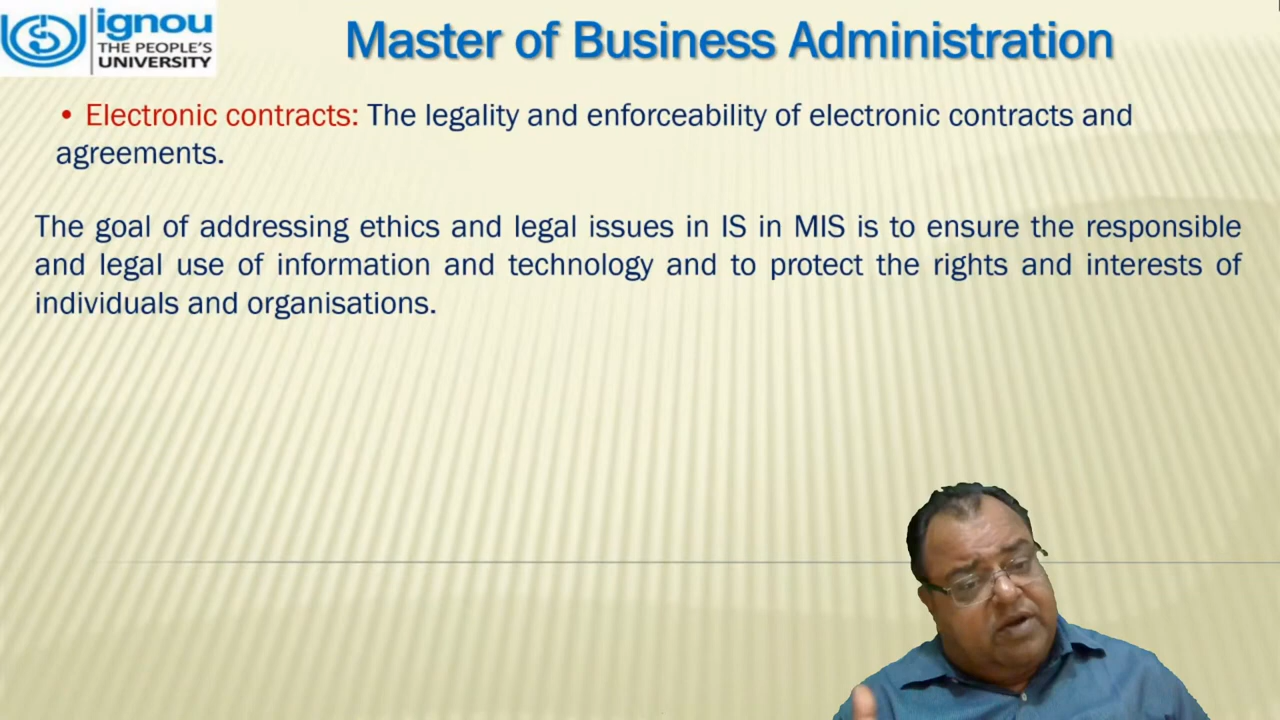 ignou
THE PEOPLE'S
UNIVERSITY
Master of Business Administration
• Electronic contracts: The legality and enforceability of electronic contracts and
agreements.
The goal of addressing ethics and legal issues in IS in MIS is to ensure the responsible
and legal use of information and technology and to protect the rights and interests of
individuals and organisations.